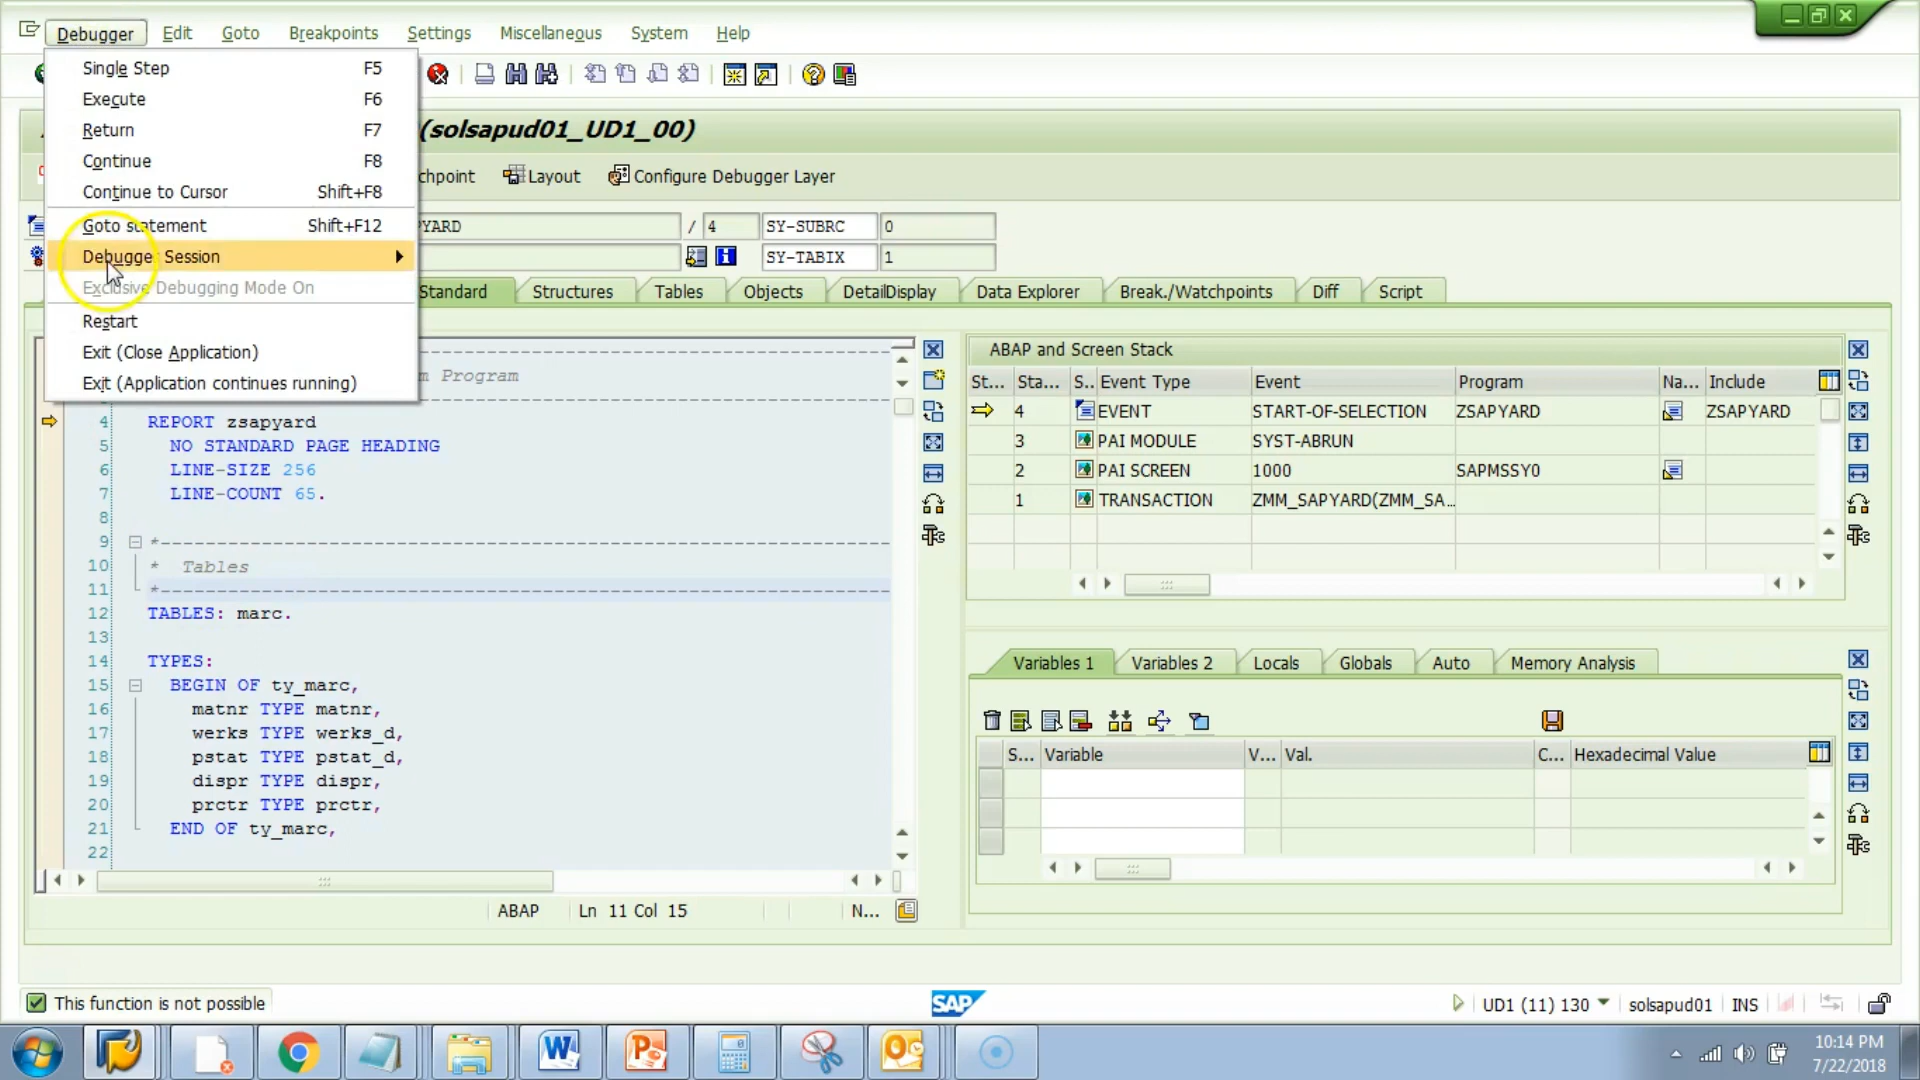 Debugger Edit Goto Breakpoints Settings Miscellaneous System Help
Single Step F5
Execute F6
Return F7
Continue F8
Continue to Cursor Shift+F8
Goto statement Shift+F12
Debugger Session
Exclusive Debugging Mode On
Restart
Exit (Close Application)
Exit (Application continues running)
(solsapud01_UD1_00)
chpoint Layout Configure Debugger Layer
PYARD / 4 SY-SUBRC 0
SY-TABIX 1
Standard Structures Tables Objects DetailDisplay Data Explorer Break./Watchpoints Diff Script
m Program
4 REPORT zsapyard
5 NO STANDARD PAGE HEADING
6 LINE-SIZE 256
7 LINE-COUNT 65.
8
9 *----------------------------------------------------------------
10 * Tables
11 *----------------------------------------------------------------
12 TABLES: marc.
13
14 TYPES:
15 BEGIN OF ty_marc,
16 matnr TYPE matnr,
17 werks TYPE werks_d,
18 pstat TYPE pstat_d,
19 dispr TYPE dispr,
20 prctr TYPE prctr,
21 END OF ty_marc,
22
ABAP Ln 11 Col 15 N...
ABAP and Screen Stack
St... Sta... S.. Event Type Event Program Na... Include
4 EVENT START-OF-SELECTION ZSAPYARD ZSAPYARD
3 PAI MODULE SYST-ABRUN
2 PAI SCREEN 1000 SAPMSSY0
1 TRANSACTION ZMM_SAPYARD(ZMM_SA...
Variables 1 Variables 2 Locals Globals Auto Memory Analysis
S... Variable V... Val. C... Hexadecimal Value
This function is not possible SAP UD1 (11) 130 solsapud01 INS
10:14 PM
7/22/2018